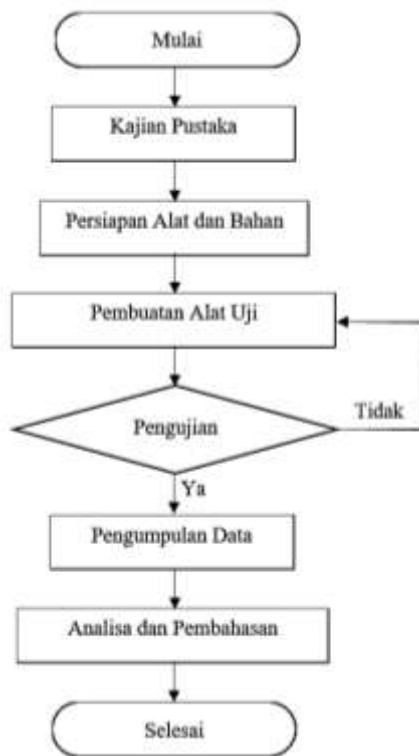 Mulai
Kajian Pustaka
Persiapan Alat dan Bahan
Pembuatan Alat Uji
Pengujian
Tidak
Ya
Pengumpulan Data
Analisa dan Pembahasan
Selesai